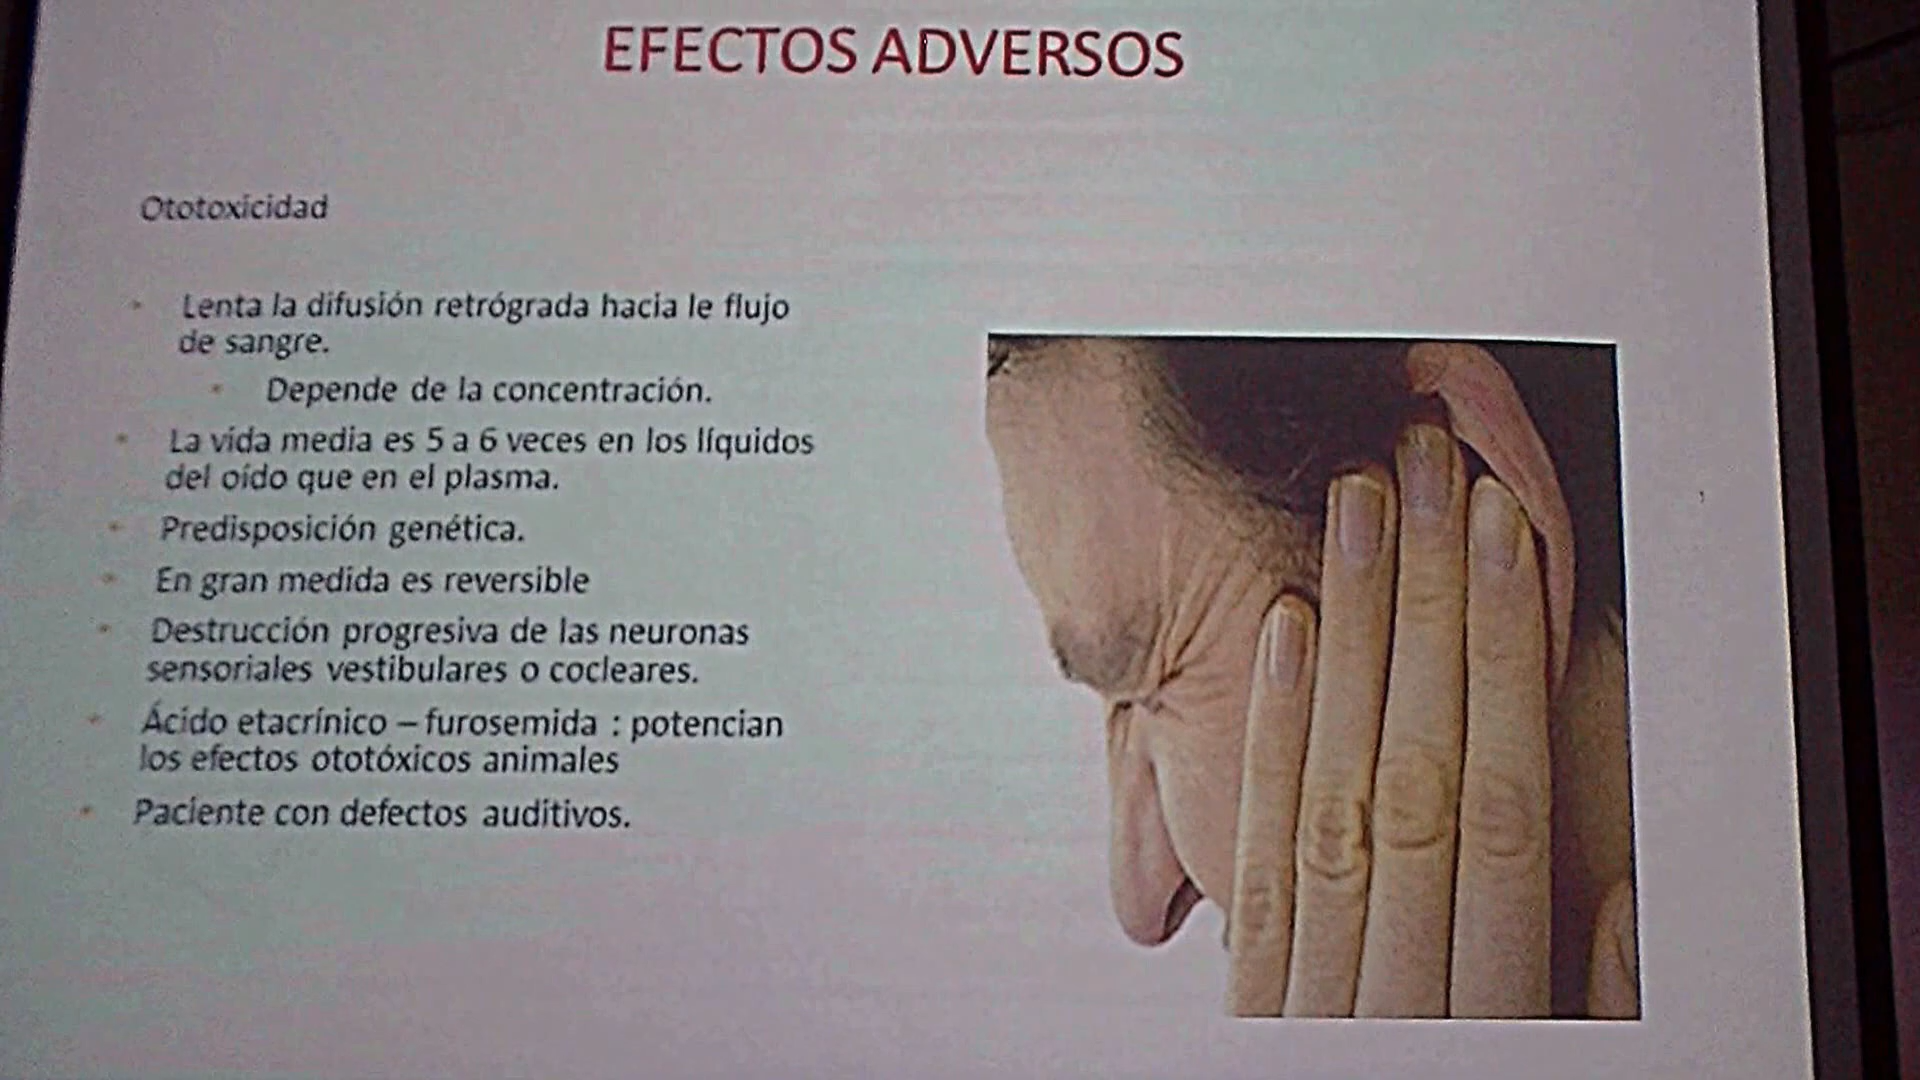 EFECTOS ADVERSOS
Ototoxicidad
Lenta la difusión retrógrada hacia le flujo
de sangre.
Depende de la concentración.
La vida media es 5 a 6 veces en los líquidos
del oído que en el plasma.
Predisposición genética.
En gran medida es reversible
Destrucción progresiva de las neuronas
sensoriales vestibulares o cocleares.
Ácido etacrínico – furosemida : potencian
los efectos ototóxicos animales
Paciente con defectos auditivos.